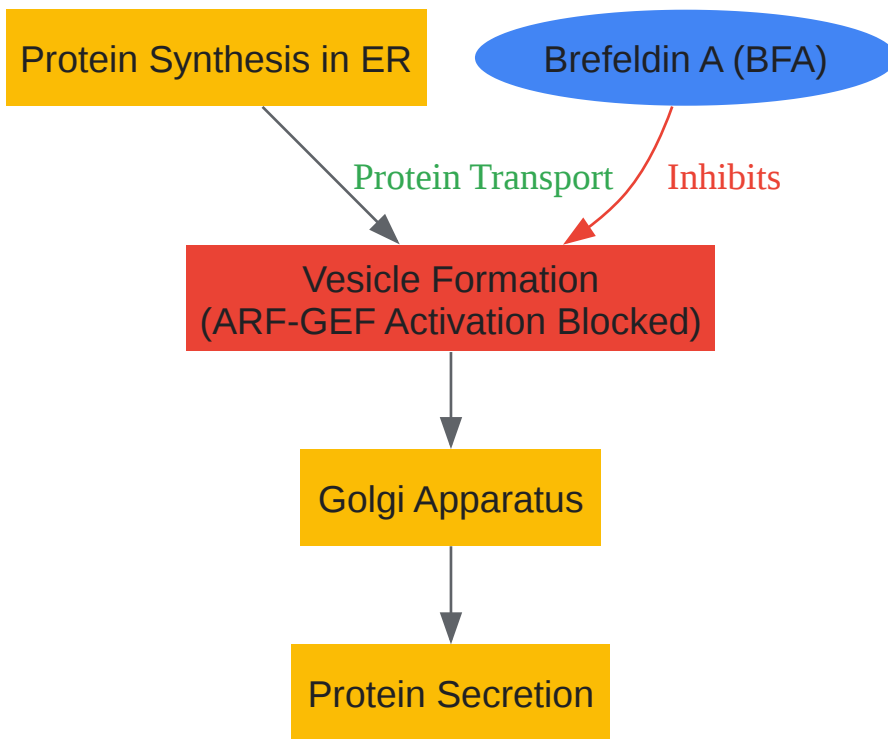 Protein Synthesis in ER
Brefeldin A (BFA)
Protein Transport
Inhibits
Vesicle Formation
(ARF-GEF Activation Blocked)
Golgi Apparatus
Protein Secretion